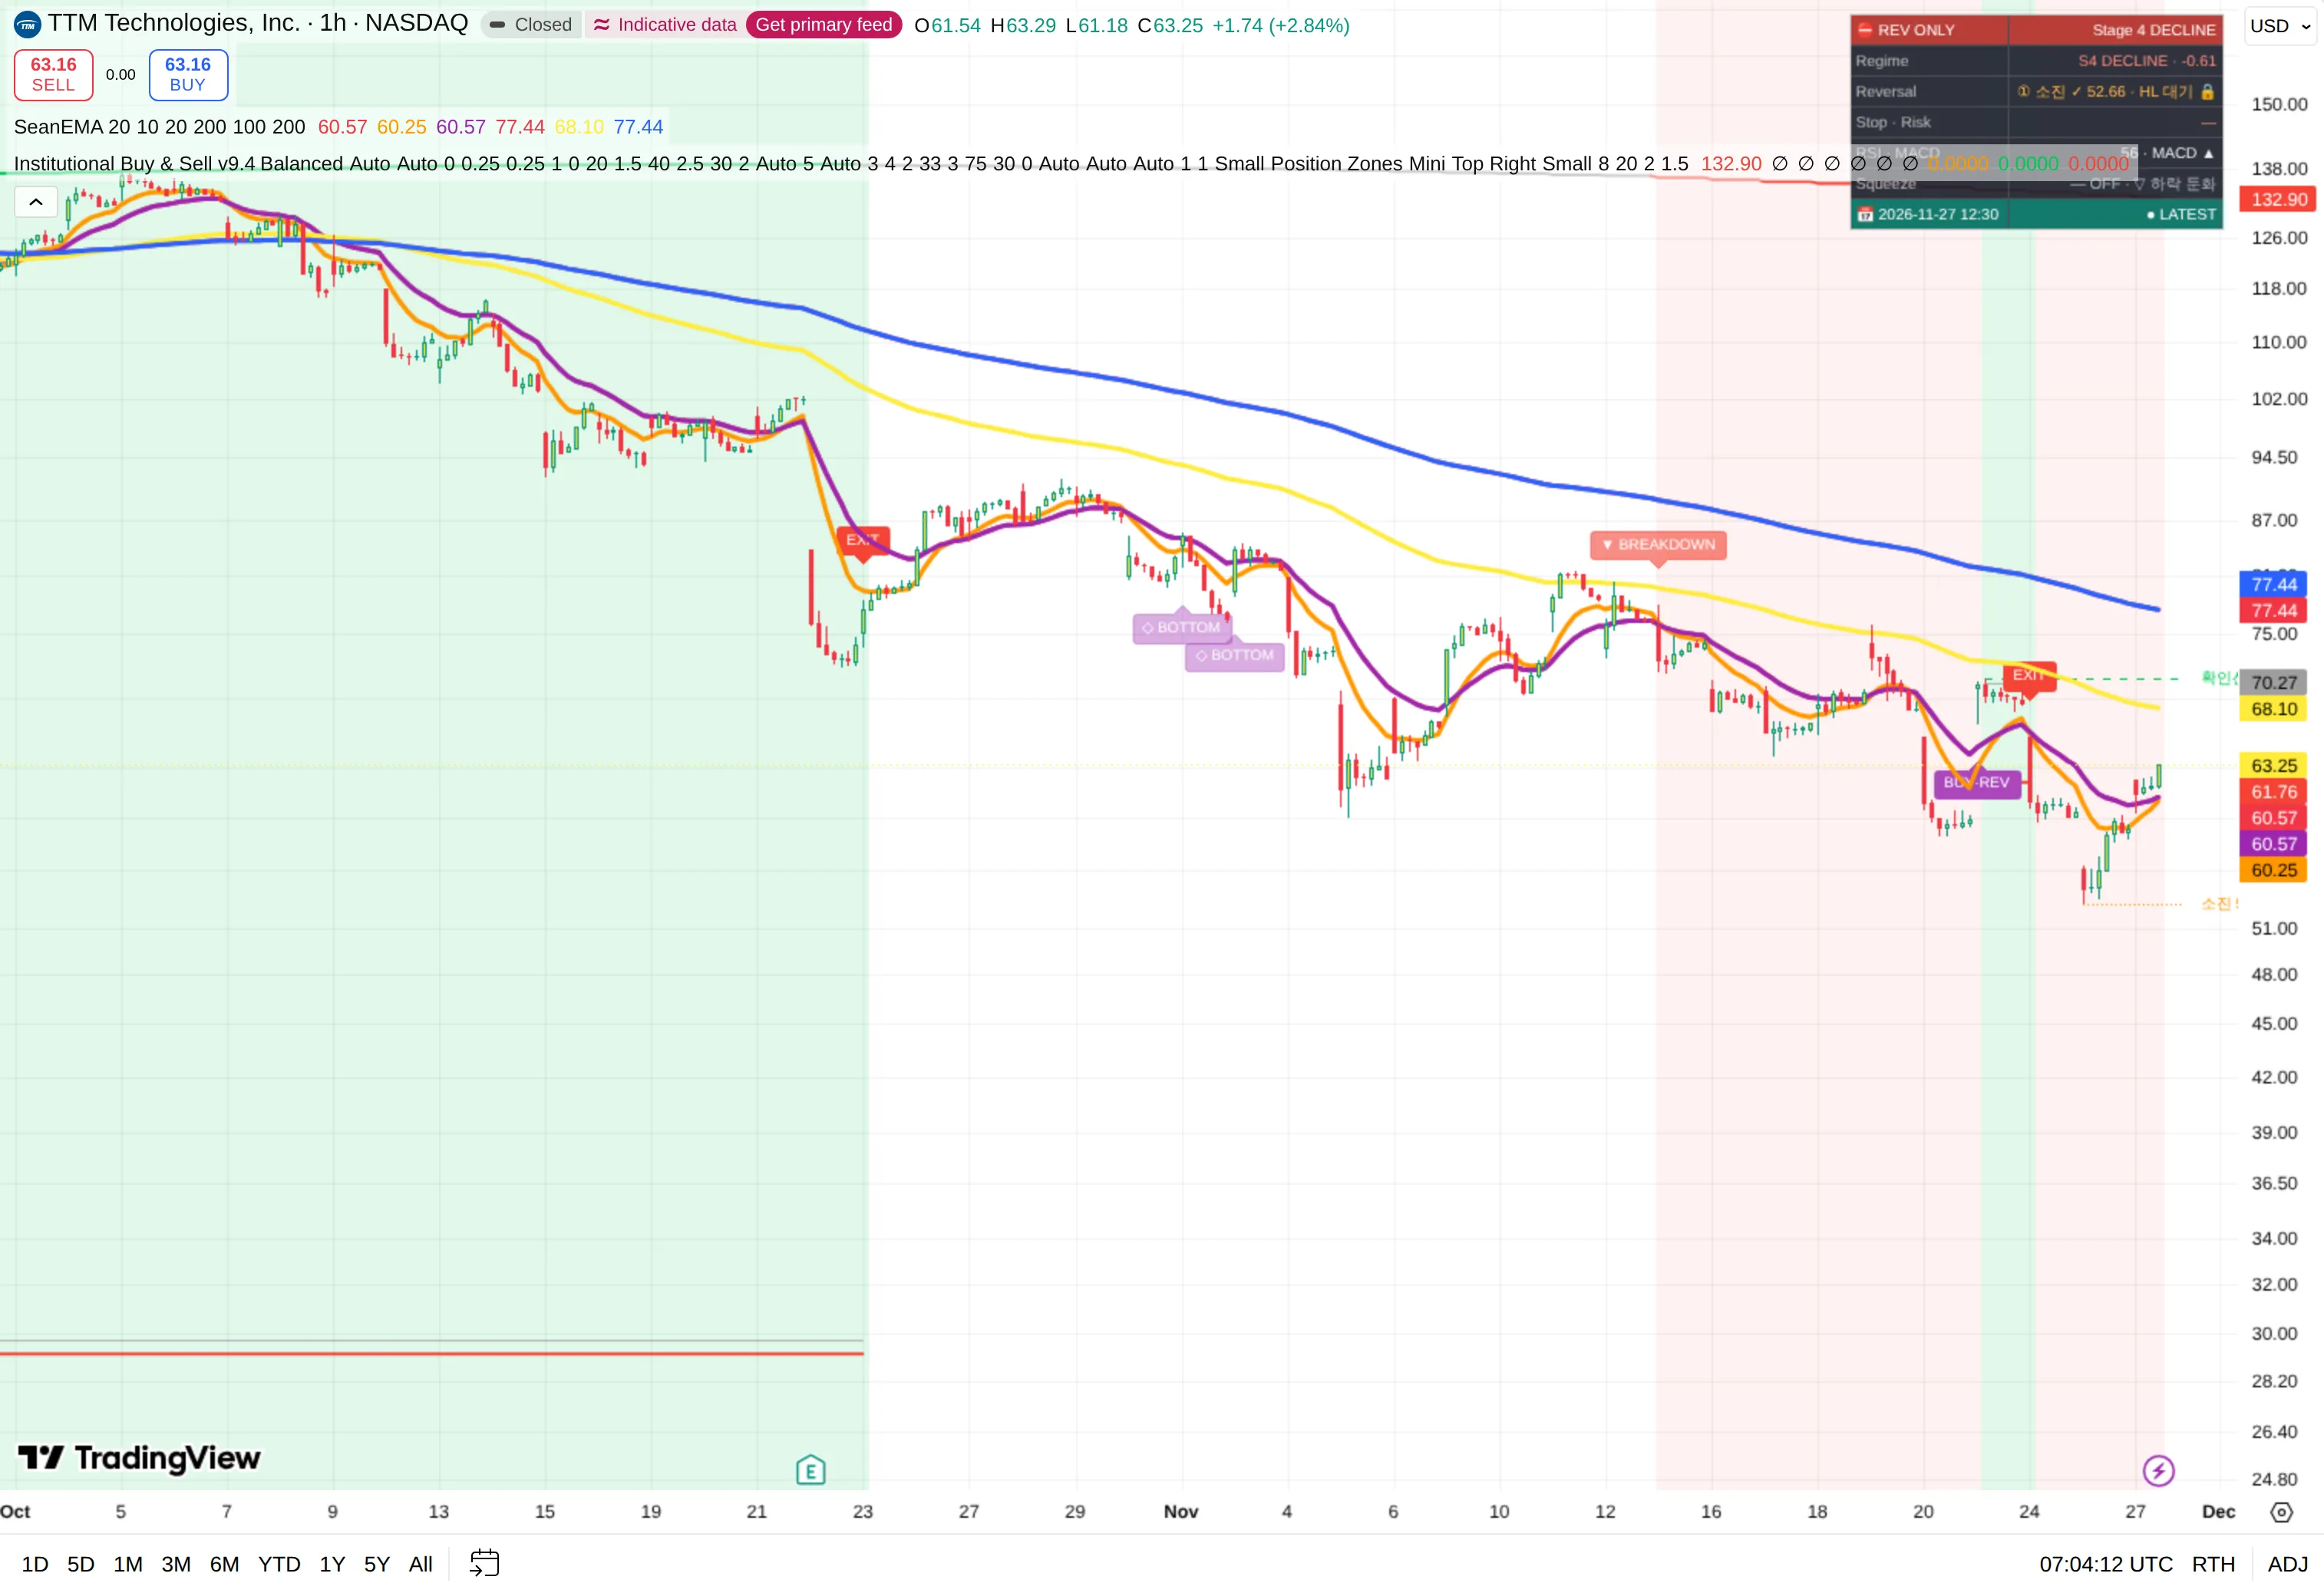 TTM Technologies, Inc. · 1h · NASDAQ Closed Indicative data Get primary feed O61.54 H63.29 L61.18 C63.25 +1.74 (+2.84%)
63.16 SELL 0.00 63.16 BUY
SeanEMA 20 10 20 200 100 200 60.57 60.25 60.57 77.44 68.10 77.44
Institutional Buy & Sell v9.4 Balanced Auto Auto 0 0.25 0.25 1 0 20 1.5 40 2.5 30 2 Auto 5 Auto 3 4 2 33 3 75 30 0 Auto Auto Auto 1 1 Small Position Zones Mini Top Right Small 8 20 2 1.5 132.90 ∅ ∅ ∅ ∅ ∅ ∅ 0.0000 0.0000 0.0000
REV ONLY Stage 4 DECLINE
Regime S4 DECLINE · -0.61
Reversal ① 소진 ✓ 52.66 · HL 대기 🔒
Stop · Risk —
RSI · MACD 56 · MACD ▲
Squeeze — OFF · ▽ 하락 둔화
2026-11-27 12:30 ● LATEST
USD
150.00
138.00
132.90
126.00
118.00
110.00
102.00
94.50
87.00
77.44
77.44
75.00
70.27
68.10
63.25
61.76
60.57
60.57
60.25
51.00
48.00
45.00
42.00
39.00
36.50
34.00
32.00
30.00
28.20
26.40
24.80
EXIT
◇ BOTTOM
◇ BOTTOM
▼ BREAKDOWN
EXIT
BUY-REV
소진
TradingView
E
Oct 5 7 9 13 15 19 21 23 27 29 Nov 4 6 10 12 16 18 20 24 27 Dec
1D 5D 1M 3M 6M YTD 1Y 5Y All 07:04:12 UTC RTH ADJ